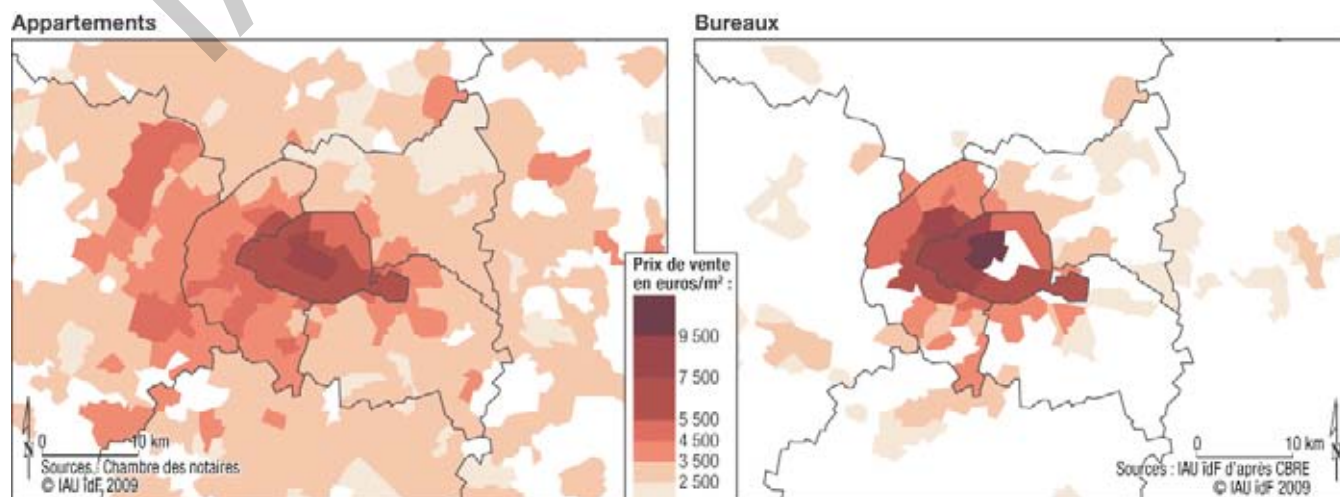 Appartements
0 10 km
N
Sources : Chambre des notaires
© IAU îdF, 2009
Prix de vente
en euros/m² :
9 500
7 500
5 500
4 500
3 500
2 500
Bureaux
0 10 km
N
Sources : IAU îdF d'après CBRE
© IAU îdF 2009